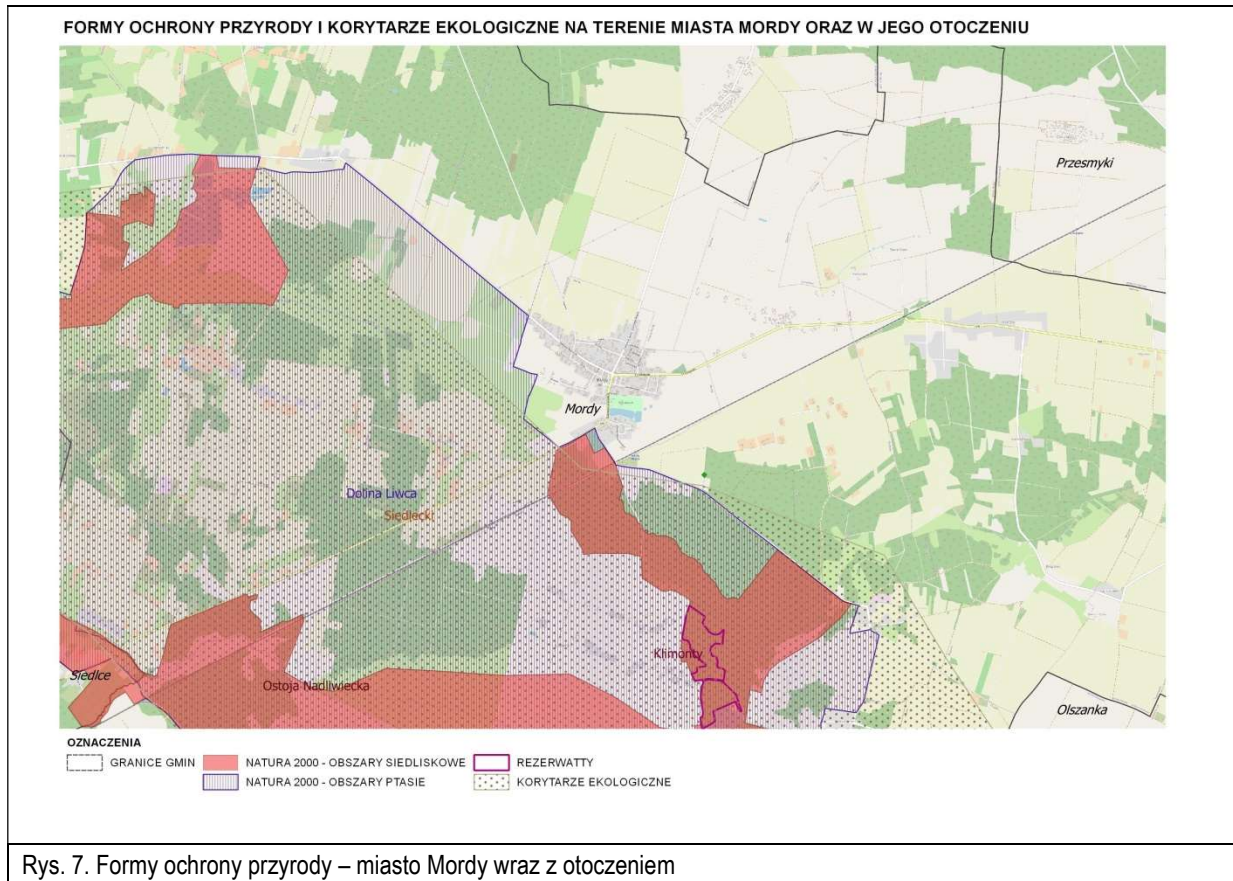 FORMY OCHRONY PRZYRODY I KORYTARZE EKOLOGICZNE NA TERENIE MIASTA MORDY ORAZ W JEGO OTOCZENIU
Przesmyki
Mordy
Dolina Liwca
Siedlecki
Klimonty
Siedlce
Ostoja Nadliwiecka
Olszanka
OZNACZENIA
GRANICE GMIN
NATURA 2000 - OBSZARY SIEDLISKOWE
REZERWATTY
NATURA 2000 - OBSZARY PTASIE
KORYTARZE EKOLOGICZNE
Rys. 7. Formy ochrony przyrody – miasto Mordy wraz z otoczeniem